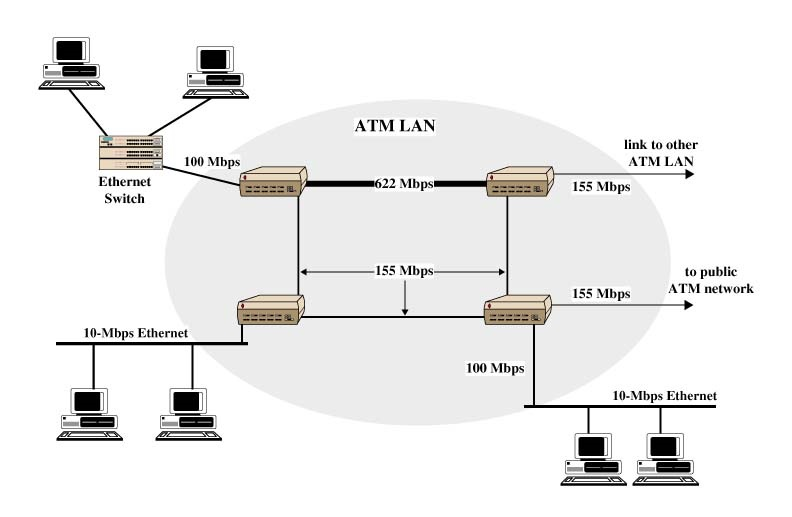 ATM LAN
link to other
ATM LAN
100 Mbps
622 Mbps
155 Mbps
Ethernet
Switch
155 Mbps
to public
ATM network
155 Mbps
10-Mbps Ethernet
100 Mbps
10-Mbps Ethernet